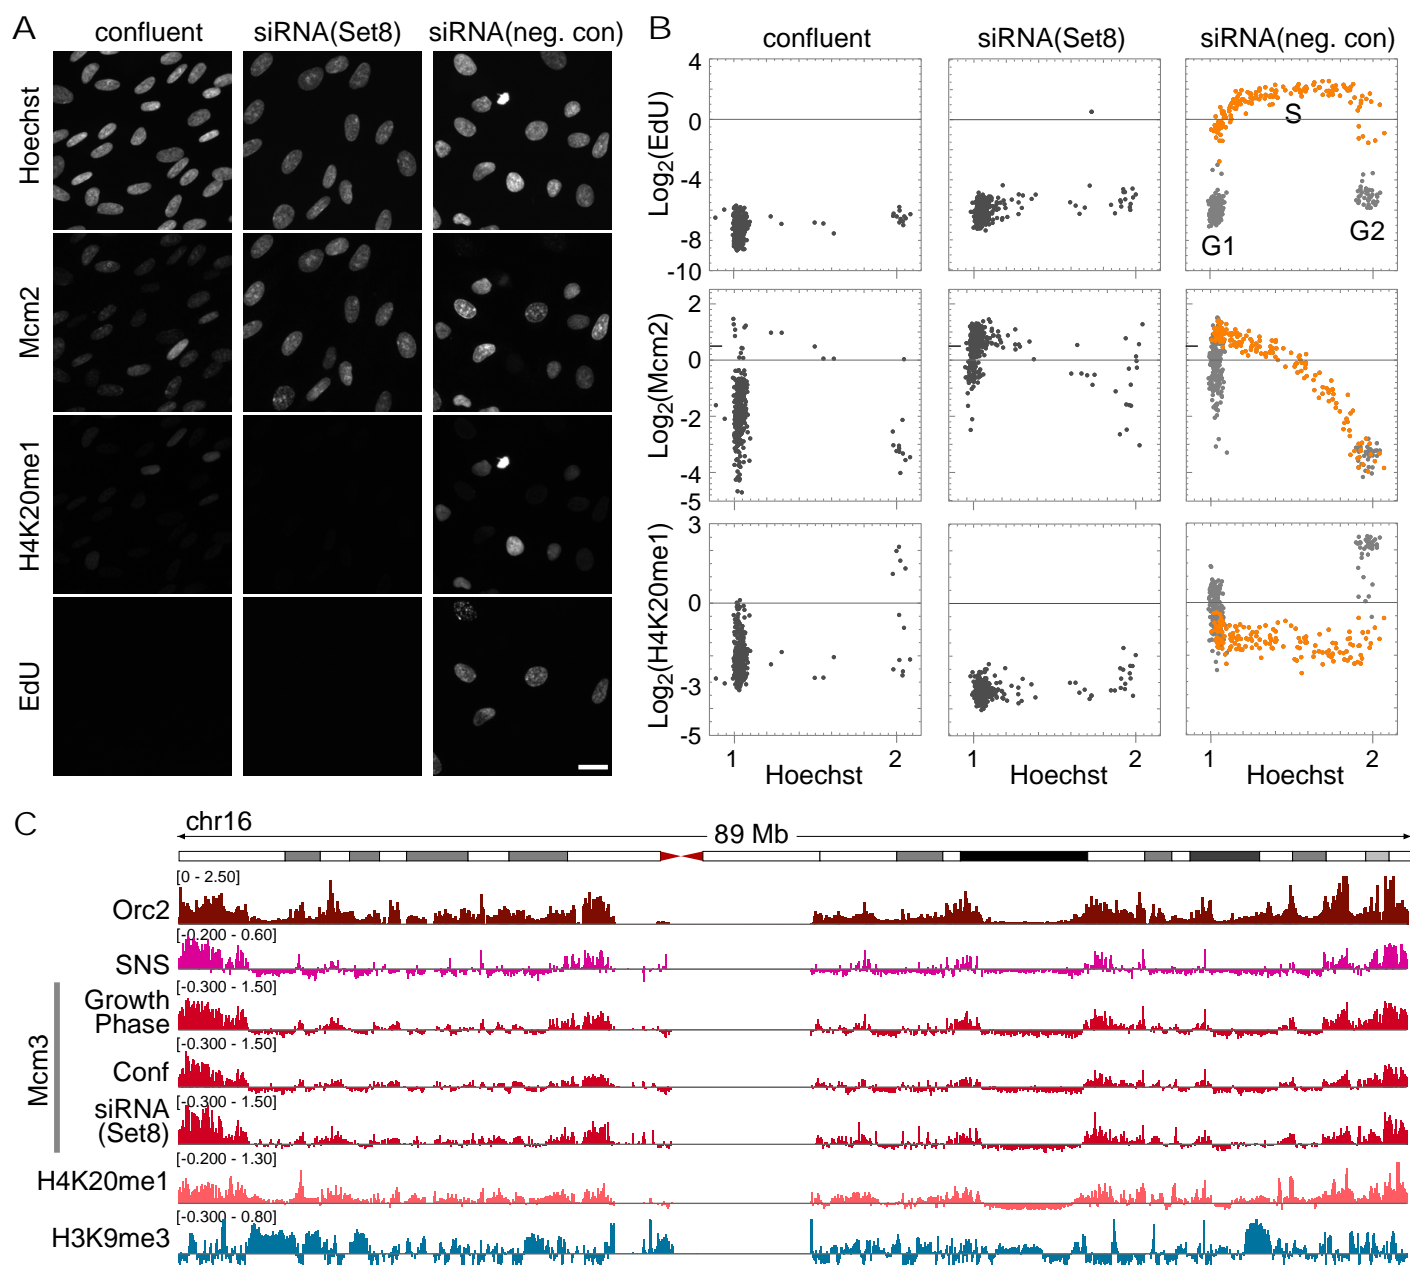 A
confluent
siRNA(Set8)
siRNA(neg. con)
Hoechst
Mcm2
H4K20me1
EdU
B
confluent
siRNA(Set8)
siRNA(neg. con)
Log2(EdU)
4
0
-4
-8
-10
S
G1
G2
Log2(Mcm2)
2
0
-2
-4
-5
Log2(H4K20me1)
3
0
-3
-5
1
2
1
2
1
2
Hoechst
Hoechst
Hoechst
C
chr16
89 Mb
[0 - 2.50]
Orc2
[-0.200 - 0.60]
SNS
Mcm3
[-0.300 - 1.50]
Growth
Phase
[-0.300 - 1.50]
Conf
[-0.300 - 1.50]
siRNA
(Set8)
[-0.200 - 1.30]
H4K20me1
[-0.300 - 0.80]
H3K9me3